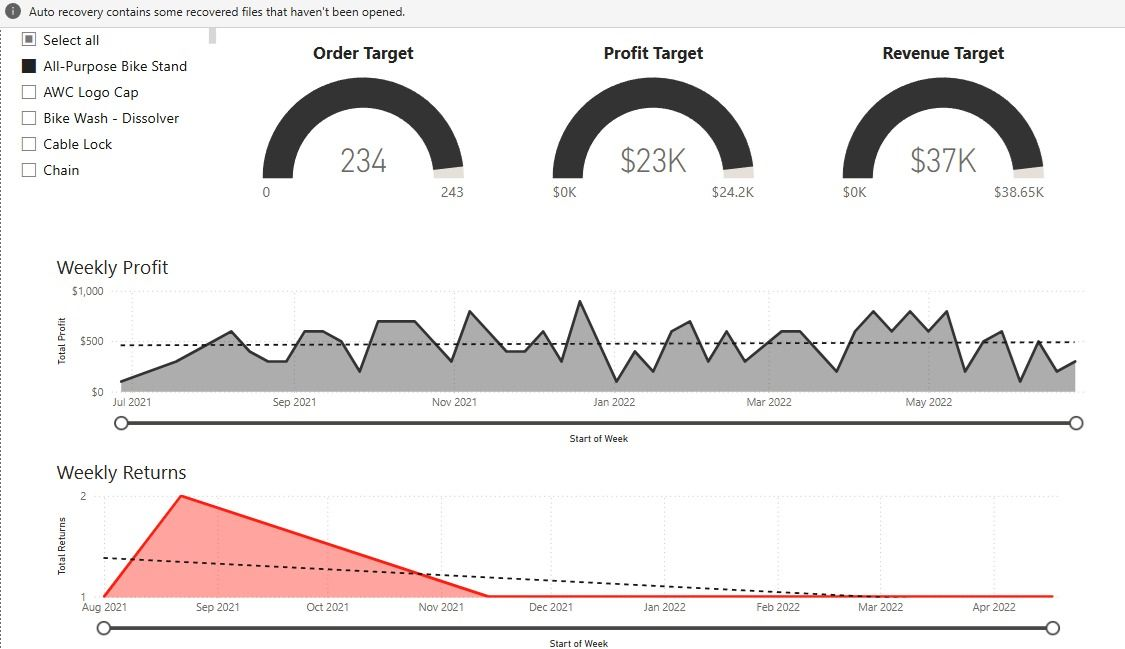 Auto recovery contains some recovered files that haven't been opened.
Select all
All-Purpose Bike Stand
AWC Logo Cap
Bike Wash - Dissolver
Cable Lock
Chain
Order Target
234
0
243
Profit Target
$23K
$0K
$24.2K
Revenue Target
$37K
$0K
$38.65K
Weekly Profit
Total Profit
$1,000
$500
$0
Jul 2021
Sep 2021
Nov 2021
Jan 2022
Mar 2022
May 2022
Start of Week
Weekly Returns
Total Returns
2
1
Aug 2021
Sep 2021
Oct 2021
Nov 2021
Dec 2021
Jan 2022
Feb 2022
Mar 2022
Apr 2022
Start of Week